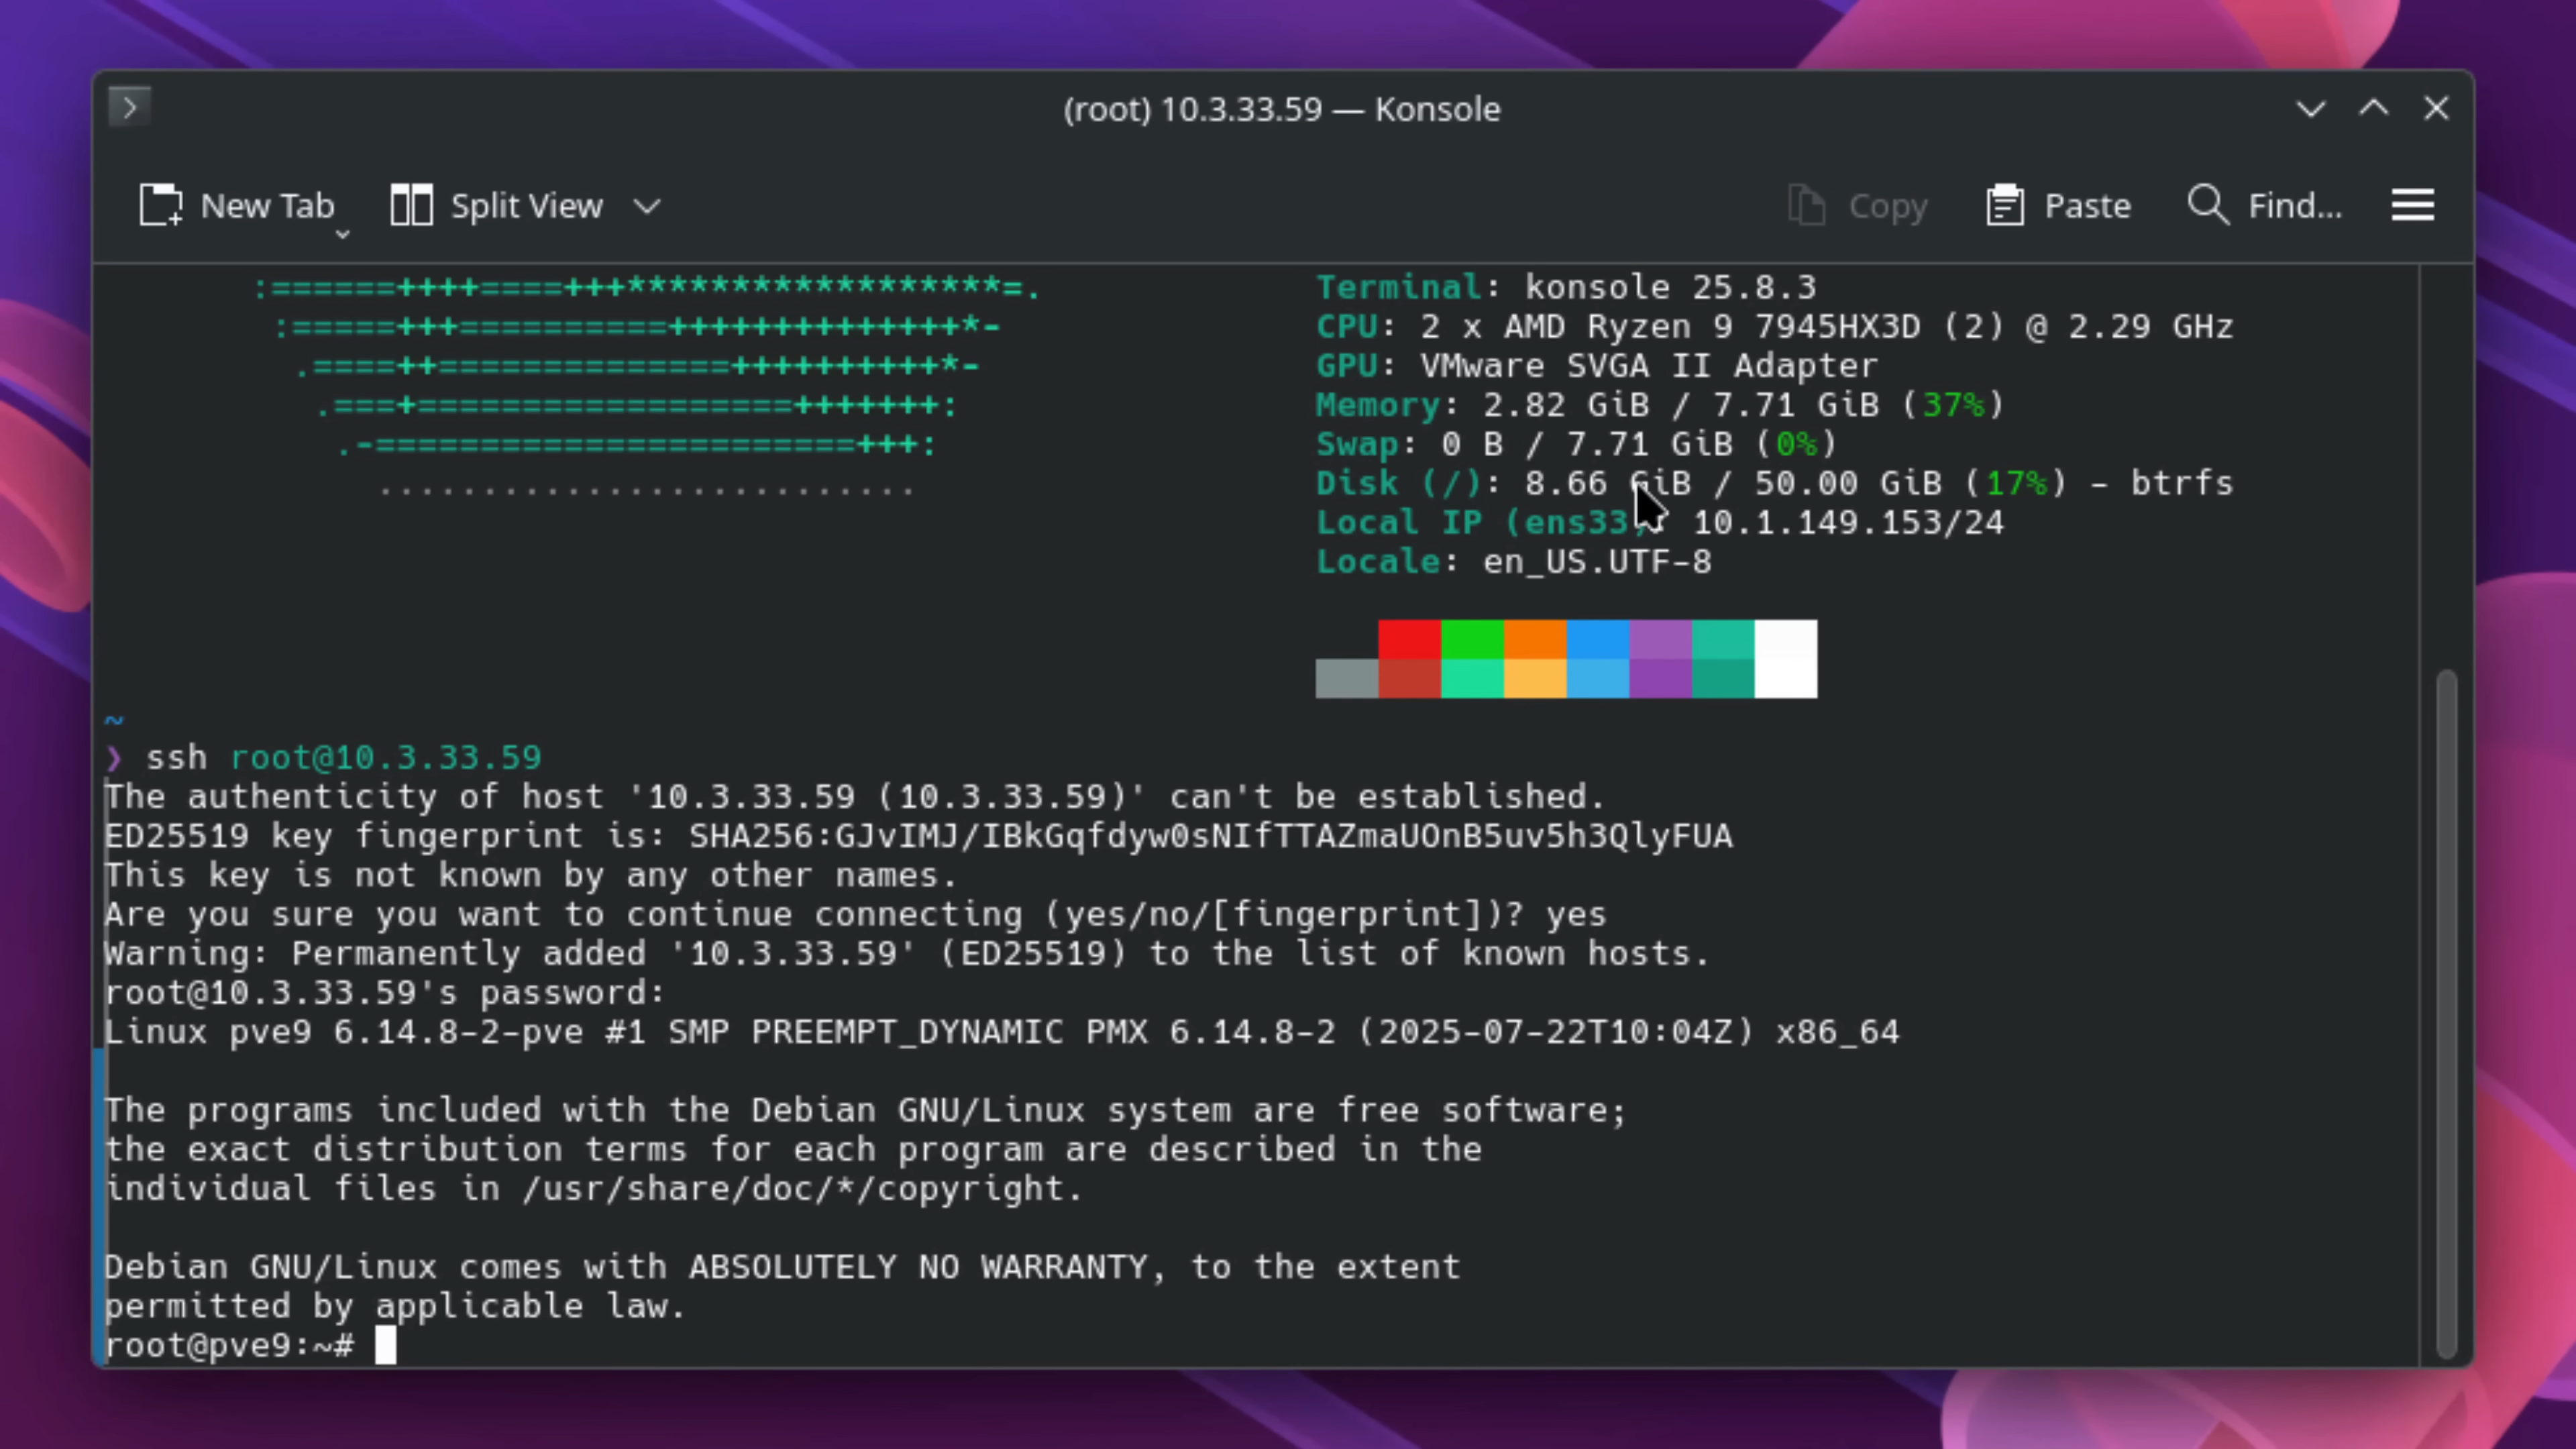 (root) 10.3.33.59 — Konsole
New Tab
Split View
Copy
Paste
Find...
:======++++====+++******************=.
:=====+++==========++++++++++++++*-
.====++==============++++++++++*-
.===+==================+++++++:
.-=======================+++:
..........................
Terminal: konsole 25.8.3
CPU: 2 x AMD Ryzen 9 7945HX3D (2) @ 2.29 GHz
GPU: VMware SVGA II Adapter
Memory: 2.82 GiB / 7.71 GiB (37%)
Swap: 0 B / 7.71 GiB (0%)
Disk (/): 8.66 GiB / 50.00 GiB (17%) - btrfs
Local IP (ens33): 10.1.149.153/24
Locale: en_US.UTF-8
~
❯ ssh root@10.3.33.59
The authenticity of host '10.3.33.59 (10.3.33.59)' can't be established.
ED25519 key fingerprint is: SHA256:GJvIMJ/IBkGqfdyw0sNIfTTAZmaUOnB5uv5h3QlyFUA
This key is not known by any other names.
Are you sure you want to continue connecting (yes/no/[fingerprint])? yes
Warning: Permanently added '10.3.33.59' (ED25519) to the list of known hosts.
root@10.3.33.59's password:
Linux pve9 6.14.8-2-pve #1 SMP PREEMPT_DYNAMIC PMX 6.14.8-2 (2025-07-22T10:04Z) x86_64
The programs included with the Debian GNU/Linux system are free software;
the exact distribution terms for each program are described in the
individual files in /usr/share/doc/*/copyright.
Debian GNU/Linux comes with ABSOLUTELY NO WARRANTY, to the extent
permitted by applicable law.
root@pve9:~#